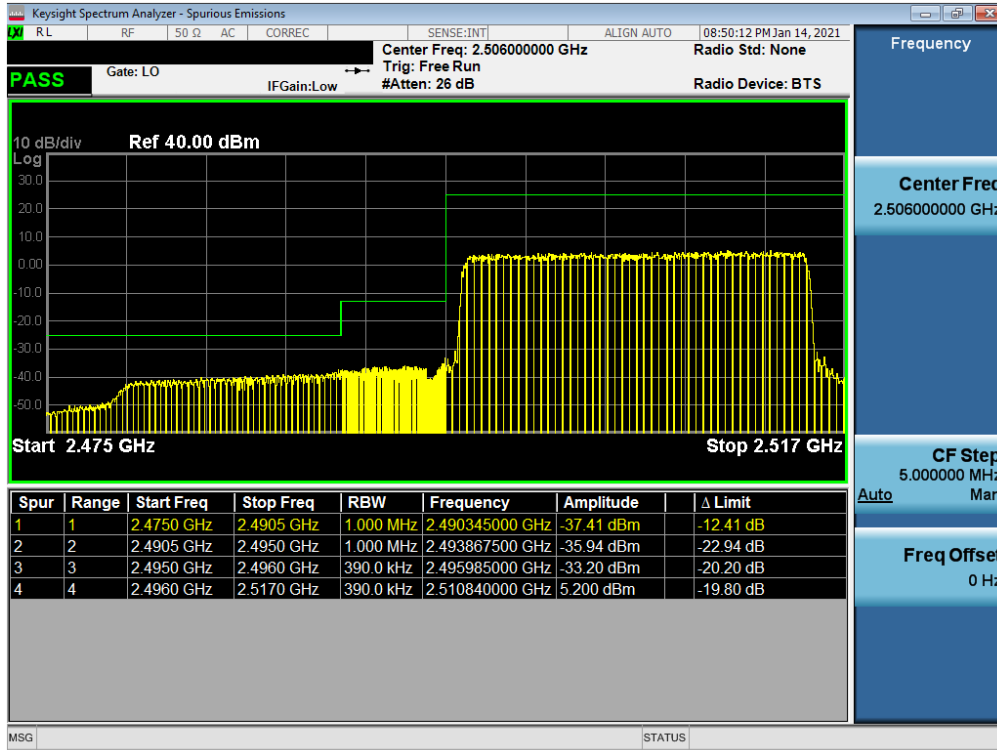 Keysight Spectrum Analyzer - Spurious Emissions
LXI RL RF 50 Ω AC CORREC SENSE:INT ALIGN AUTO 08:50:12 PM Jan 14, 2021
Center Freq: 2.506000000 GHz Radio Std: None
Gate: LO Trig: Free Run
PASS IFGain:Low #Atten: 26 dB Radio Device: BTS
10 dB/div Ref 40.00 dBm
Log
30.0
20.0
10.0
0.00
-10.0
-20.0
-30.0
-40.0
-50.0
Start 2.475 GHz Stop 2.517 GHz
Spur Range Start Freq Stop Freq RBW Frequency Amplitude Δ Limit
1 1 2.4750 GHz 2.4905 GHz 1.000 MHz 2.490345000 GHz -37.41 dBm -12.41 dB
2 2 2.4905 GHz 2.4950 GHz 1.000 MHz 2.493867500 GHz -35.94 dBm -22.94 dB
3 3 2.4950 GHz 2.4960 GHz 390.0 kHz 2.495985000 GHz -33.20 dBm -20.20 dB
4 4 2.4960 GHz 2.5170 GHz 390.0 kHz 2.510840000 GHz 5.200 dBm -19.80 dB
MSG STATUS
Frequency
Center Freq
2.506000000 GHz
CF Step
5.000000 MHz
Auto Man
Freq Offset
0 Hz